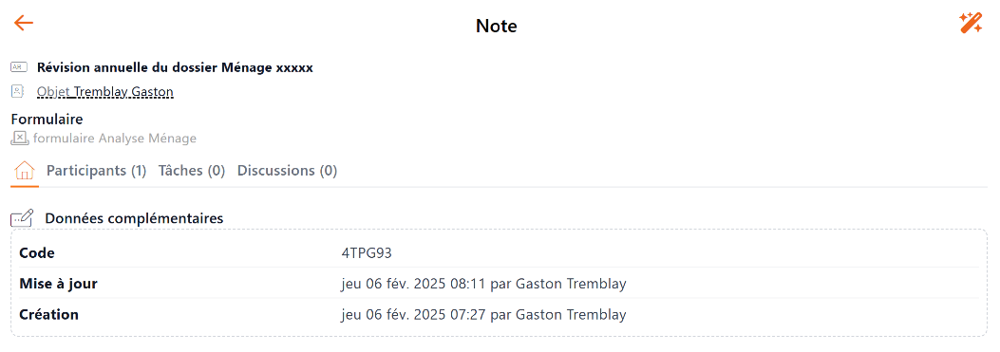 Note
AB
Révision annuelle du dossier Ménage xxxxx
Objet Tremblay Gaston
Formulaire
formulaire Analyse Ménage
Participants (1) Tâches (0) Discussions (0)
Données complémentaires
Code 4TPG93
Mise à jour jeu 06 fév. 2025 08:11 par Gaston Tremblay
Création jeu 06 fév. 2025 07:27 par Gaston Tremblay